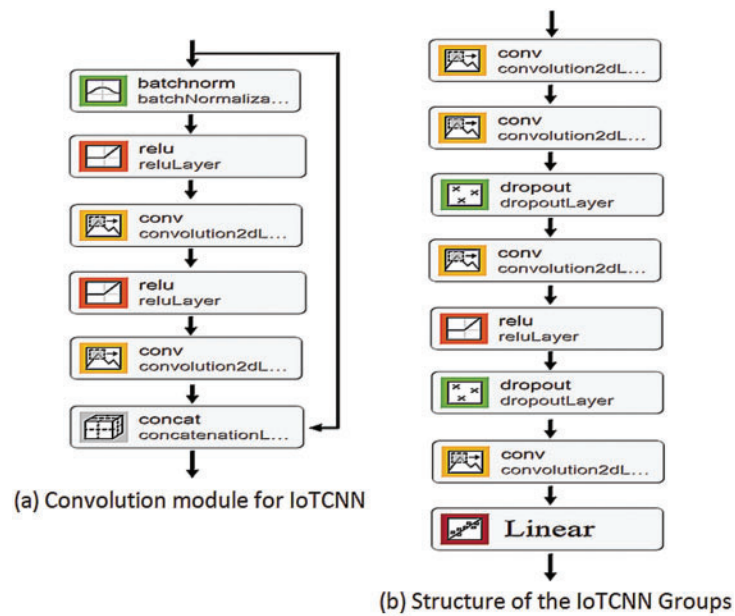 batchnorm
batchNormaliza...
relu
reluLayer
conv
convolution2dL...
relu
reluLayer
conv
convolution2dL...
concat
concatenationL...
(a) Convolution module for IoTCNN
conv
convolution2dL...
conv
convolution2dL...
dropout
dropoutLayer
conv
convolution2dL...
relu
reluLayer
dropout
dropoutLayer
conv
convolution2dL...
Linear
(b) Structure of the IoTCNN Groups